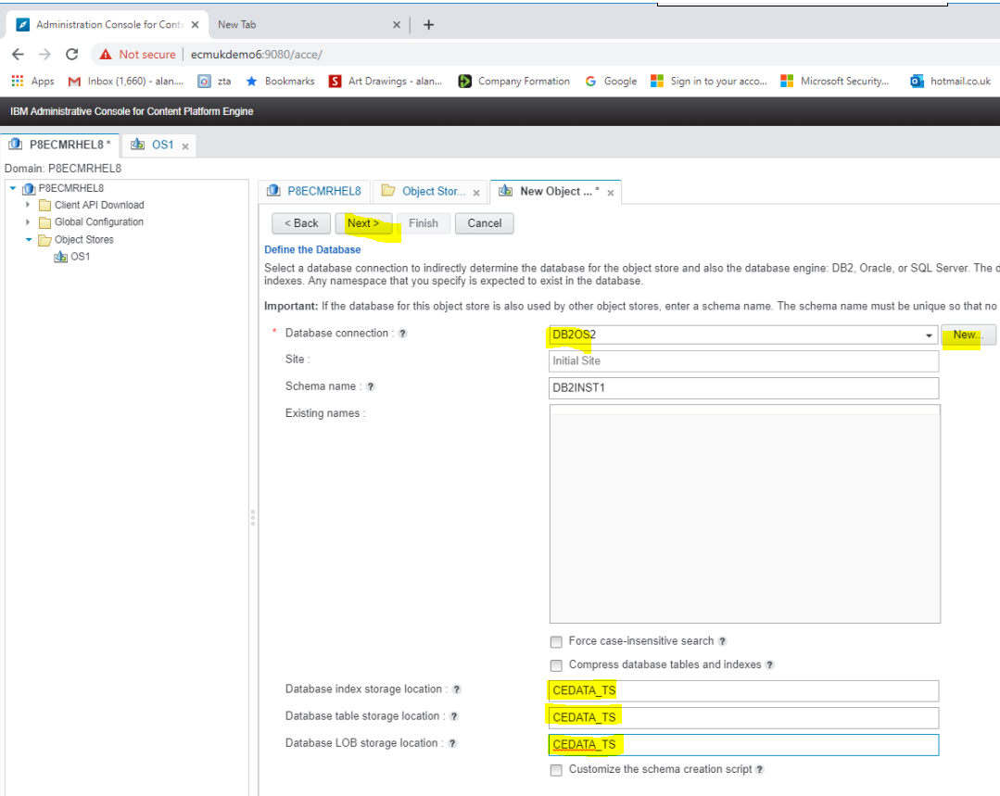 Administration Console for Conte
New Tab
Not secure
ecmukdemo6:9080/acce/
Apps
Inbox (1,660) - alan....
zta
Bookmarks
Art Drawings - alan...
Company Formation
Google
Sign in to your acco...
Microsoft Security...
hotmail.co.uk
IBM Administrative Console for Content Platform Engine
P8ECMRHEL8 *
OS1
Domain: P8ECMRHEL8
P8ECMRHEL8
Client API Download
Global Configuration
Object Stores
OS1
P8ECMRHEL8
Object Stor...
New Object ... *
< Back
Next >
Finish
Cancel
Define the Database
Select a database connection to indirectly determine the database for the object store and also the database engine: DB2, Oracle, or SQL Server. The d
indexes. Any namespace that you specify is expected to exist in the database.
Important: If the database for this object store is also used by other object stores, enter a schema name. The schema name must be unique so that no
* Database connection : ?
DB2OS2
New...
Site :
Initial Site
Schema name : ?
DB2INST1
Existing names :
Force case-insensitive search ?
Compress database tables and indexes ?
Database index storage location : ?
CEDATA_TS
Database table storage location : ?
CEDATA_TS
Database LOB storage location : ?
CEDATA_TS
Customize the schema creation script ?